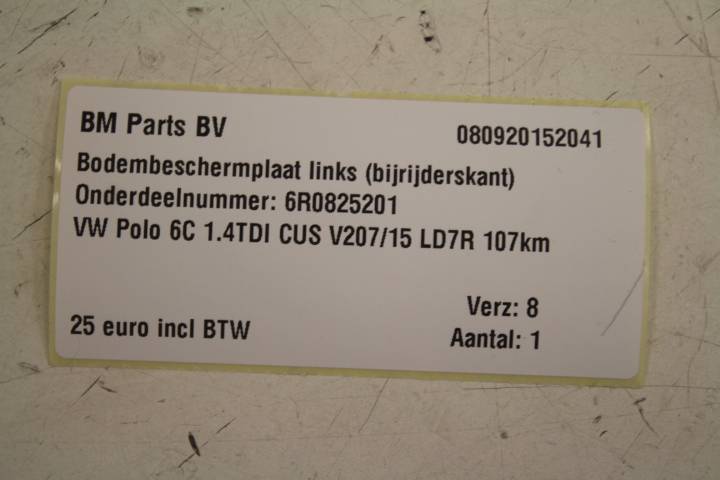 BM Parts BV 080920152041
Bodembeschermplaat links (bijrijderskant)
Onderdeelnummer: 6R0825201
VW Polo 6C 1.4TDI CUS V207/15 LD7R 107km
Verz: 8
25 euro incl BTW Aantal: 1